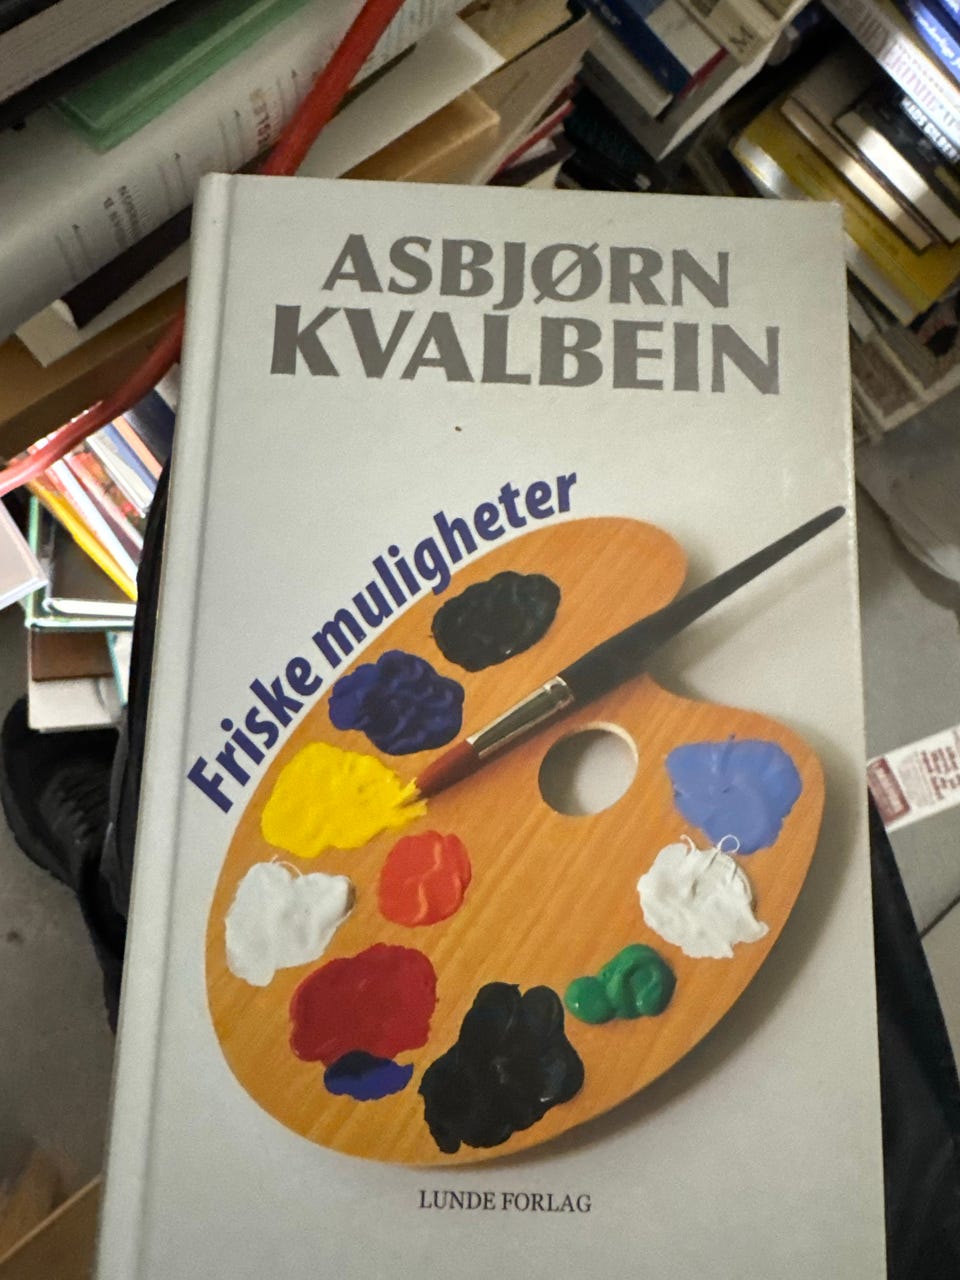 ASBJØRN
KVALBEIN
Friske muligheter
LUNDE FORLAG